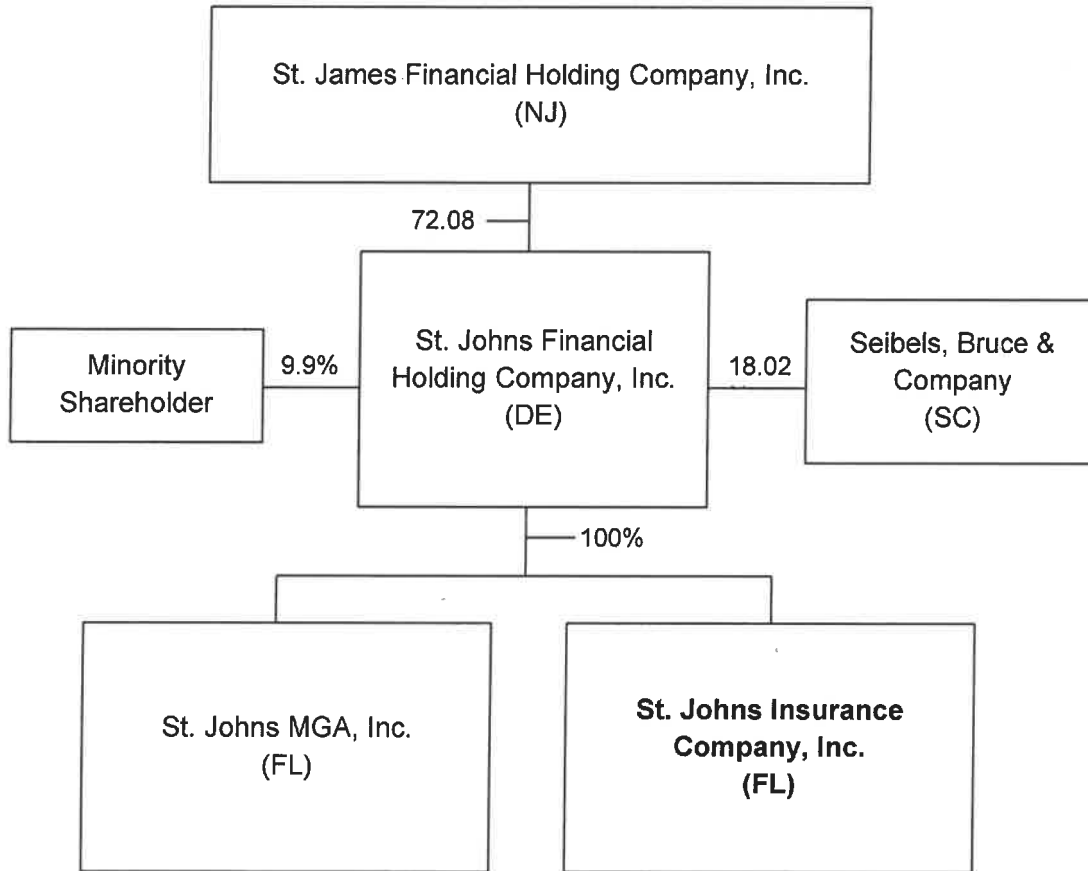 St. James Financial Holding Company, Inc.
(NJ)
72.08
Minority
Shareholder
9.9%
St. Johns Financial
Holding Company, Inc.
(DE)
18.02
Seibels, Bruce &
Company
(SC)
100%
St. Johns MGA, Inc.
(FL)
St. Johns Insurance
Company, Inc.
(FL)